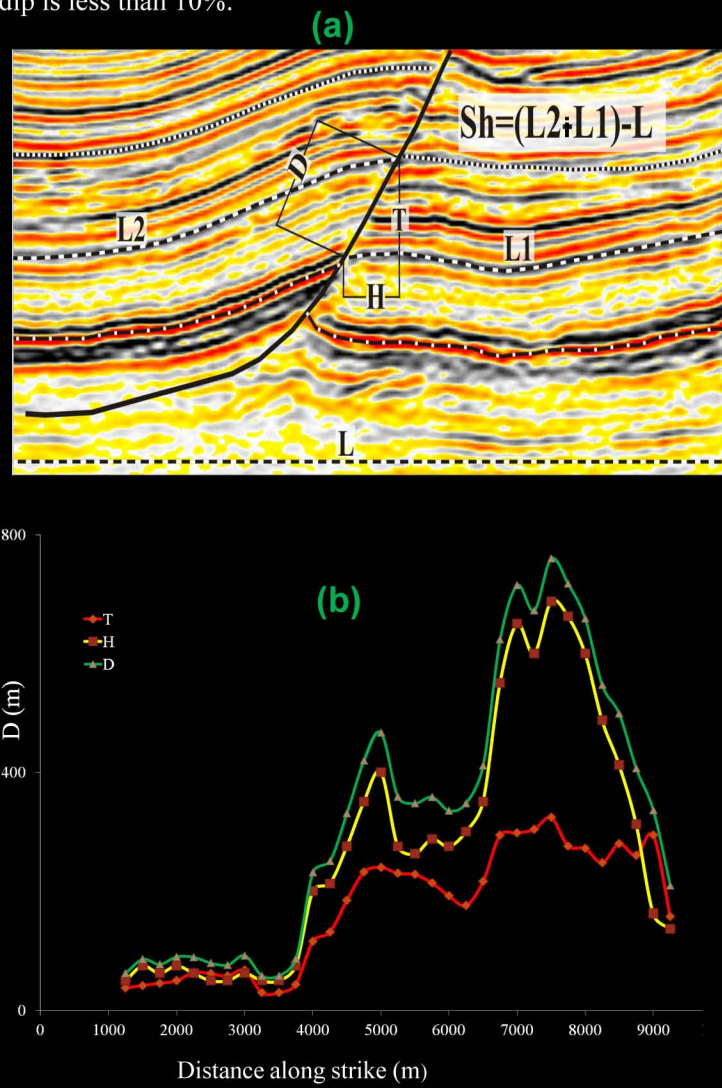 dip is less than 10%.
(a)
Sh=(L2+L1)-L
D
L2
T
L1
H
L
800
(b)
T
H
D
D (m)
400
0
0 1000 2000 3000 4000 5000 6000 7000 8000 9000
Distance along strike (m)